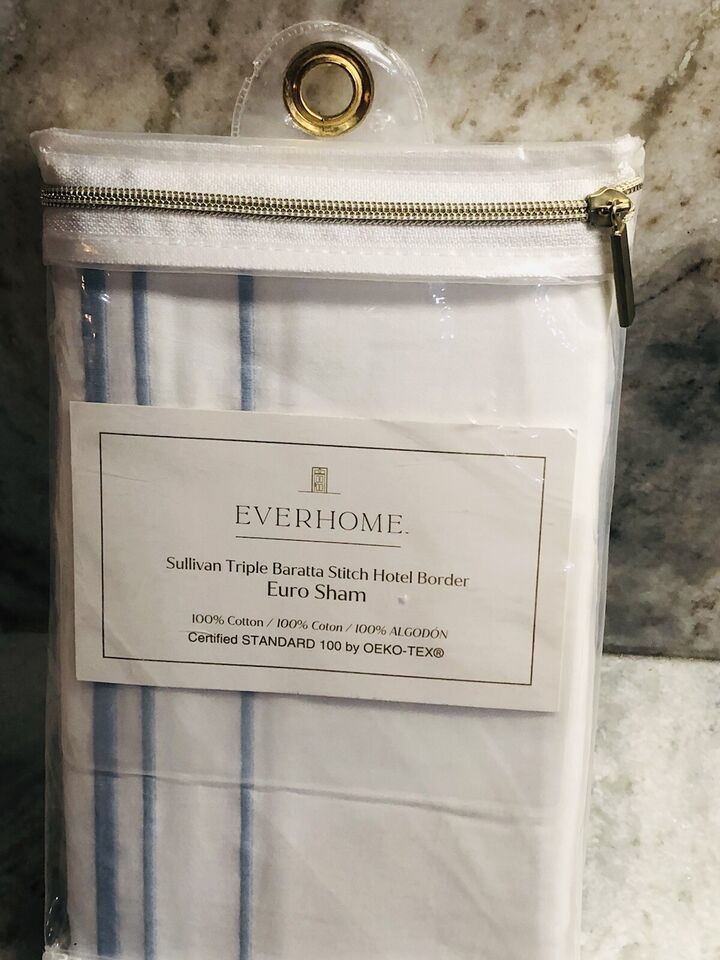 EVERHOME™
Sullivan Triple Baratta Stitch Hotel Border
Euro Sham
100% Cotton / 100% Coton / 100% ALGODÓN
Certified STANDARD 100 by OEKO-TEX®